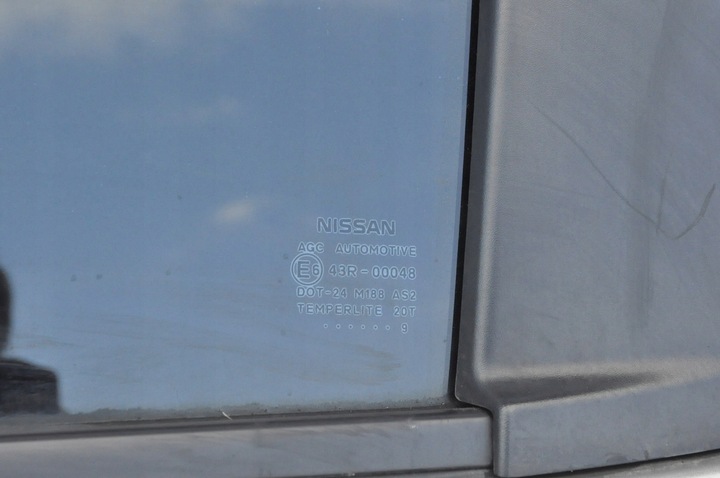 NISSAN
AGC AUTOMOTIVE
E6 43R-00048
DOT-24 M188 AS2
TEMPERLITE 20T
. . . . . . 9